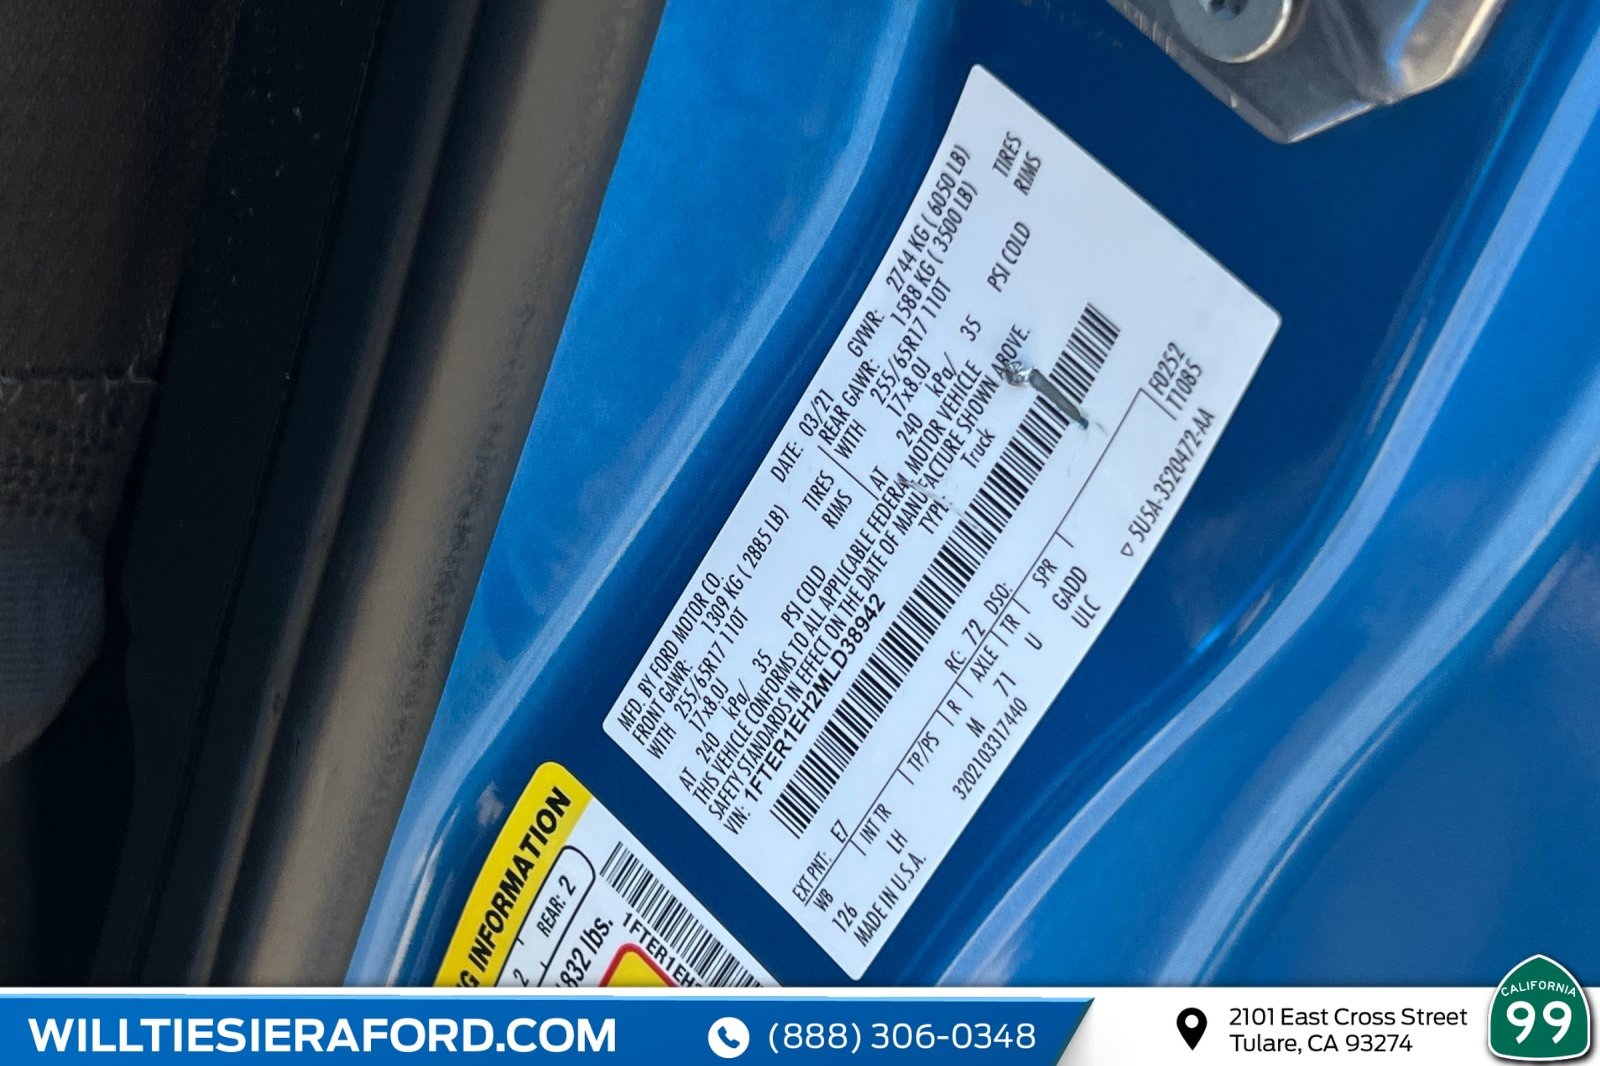 MFD. BY FORD MOTOR CO.
DATE: 03/21 GVWR: 2744 KG ( 6050 LB)
FRONT GAWR: 1309 KG ( 2885 LB) REAR GAWR: 1588 KG ( 3500 LB)
WITH 255/65R17 110T TIRES WITH 255/65R17 110T TIRES
17x8.0J RIMS 17x8.0J RIMS
AT 240 kPa/ 35 PSI COLD AT 240 kPa/ 35 PSI COLD
THIS VEHICLE CONFORMS TO ALL APPLICABLE FEDERAL MOTOR VEHICLE
SAFETY STANDARDS IN EFFECT ON THE DATE OF MANUFACTURE SHOWN ABOVE.
VIN: 1FTER1EH2MLD38942
TYPE: Truck
EXT PNT: E7 RC: 72 DSO: F0252
WB INT TR TP/PS R AXLE TR SPR T1085
126 LH M 71 U GADD
MADE IN U.S.A. 3202103317440 ULC
▽ 5U5A-3520472-AA
G INFORMATION
2 REAR: 2
832 lbs.
1FTER1EH
WILLTIESIERAFORD.COM
(888) 306-0348
2101 East Cross Street
Tulare, CA 93274
CALIFORNIA
99